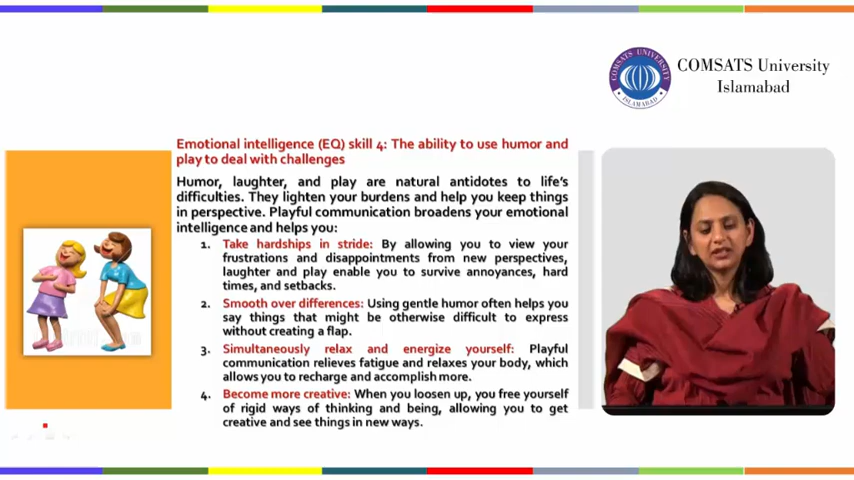 COMSATS UNIVERSITY
ISLAMABAD
COMSATS University
Islamabad
Emotional intelligence (EQ) skill 4: The ability to use humor and
play to deal with challenges
Humor, laughter, and play are natural antidotes to life's
difficulties. They lighten your burdens and help you keep things
in perspective. Playful communication broadens your emotional
intelligence and helps you:
1. Take hardships in stride: By allowing you to view your
frustrations and disappointments from new perspectives,
laughter and play enable you to survive annoyances, hard
times, and setbacks.
2. Smooth over differences: Using gentle humor often helps you
say things that might be otherwise difficult to express
without creating a flap.
3. Simultaneously relax and energize yourself: Playful
communication relieves fatigue and relaxes your body, which
allows you to recharge and accomplish more.
4. Become more creative: When you loosen up, you free yourself
of rigid ways of thinking and being, allowing you to get
creative and see things in new ways.